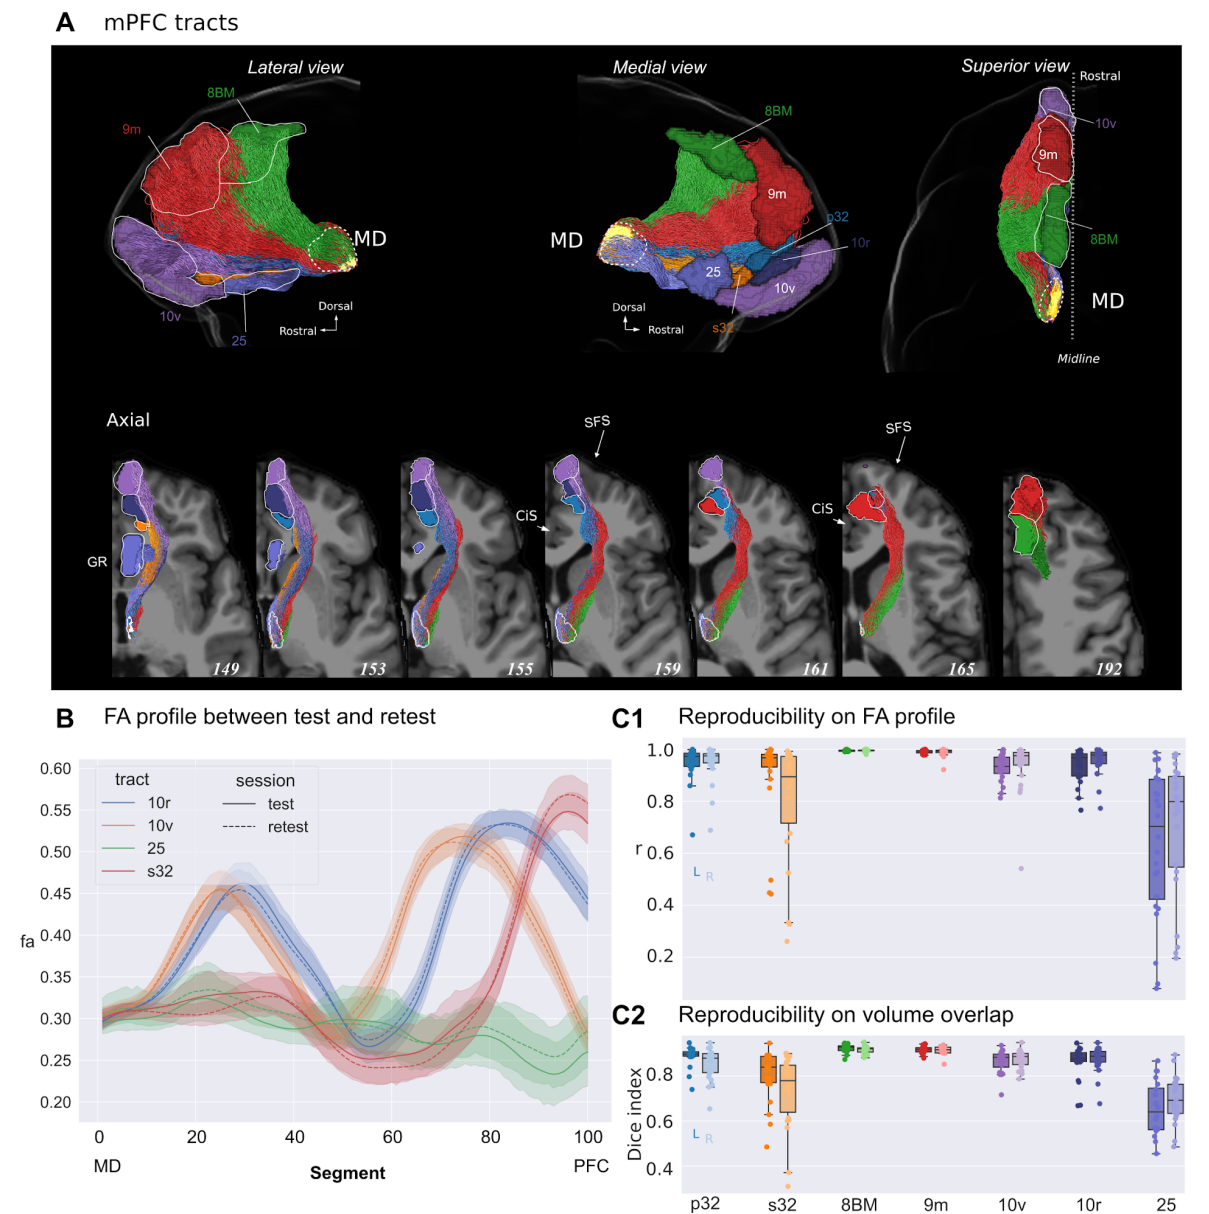 A mPFC tracts
Lateral view
Medial view
Superior view
Rostral
8BM
9m
MD
10v
25
Dorsal
Rostral
8BM
9m
p32
10r
MD
25
10v
s32
Dorsal
Rostral
10v
9m
8BM
MD
Midline
Axial
SFS
SFS
CiS
CiS
GR
149
153
155
159
161
165
192
B FA profile between test and retest
tract
10r
10v
25
s32
session
test
retest
0.60
0.55
0.50
0.45
0.40
0.35
0.30
0.25
0.20
fa
0 20 40 60 80 100
MD PFC
Segment
C1 Reproducibility on FA profile
1.0
0.8
0.6
0.4
0.2
r
L R
C2 Reproducibility on volume overlap
0.8
0.6
0.4
Dice index
L R
p32 s32 8BM 9m 10v 10r 25